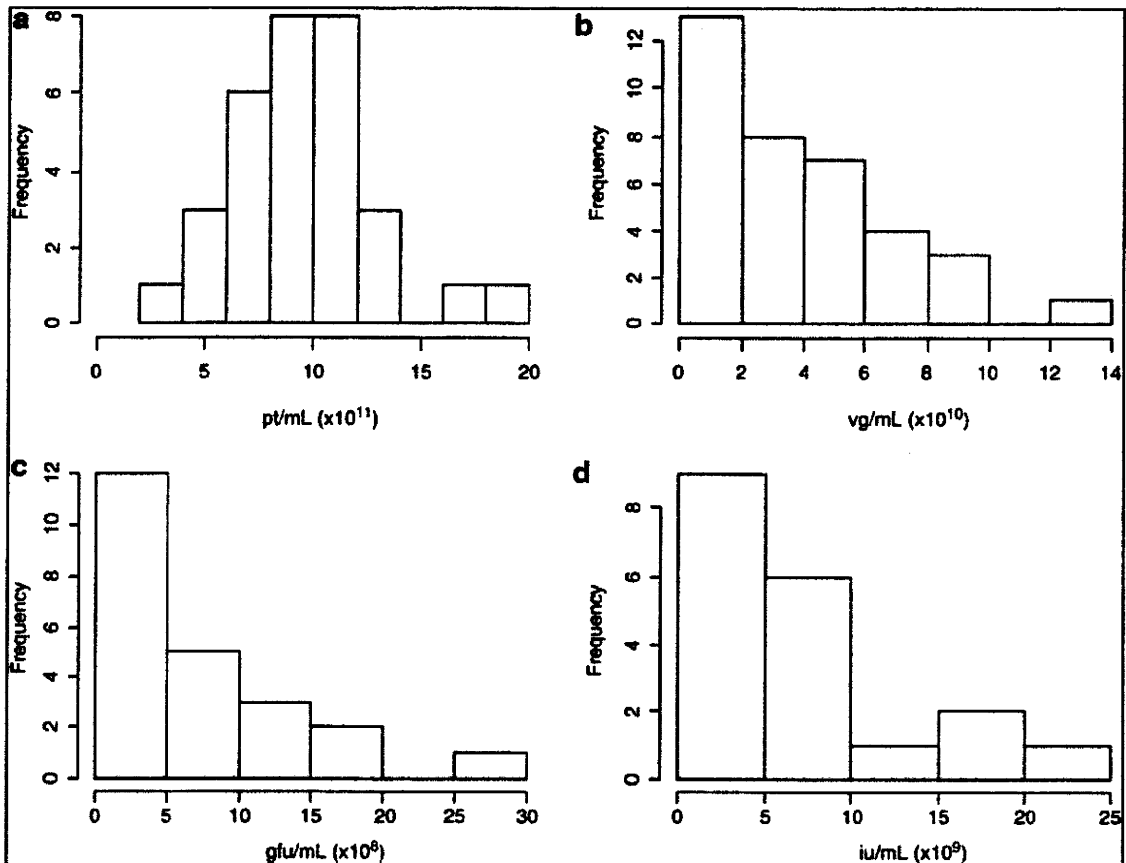 a
Frequency
0 2 4 6 8
0 5 10 15 20
pt/mL (x10¹¹)
b
Frequency
0 2 4 6 8 10 12
0 2 4 6 8 10 12 14
vg/mL (x10¹⁰)
c
Frequency
0 2 4 6 8 10 12
0 5 10 15 20 25 30
gfu/mL (x10⁸)
d
Frequency
0 2 4 6 8
0 5 10 15 20 25
iu/mL (x10⁹)